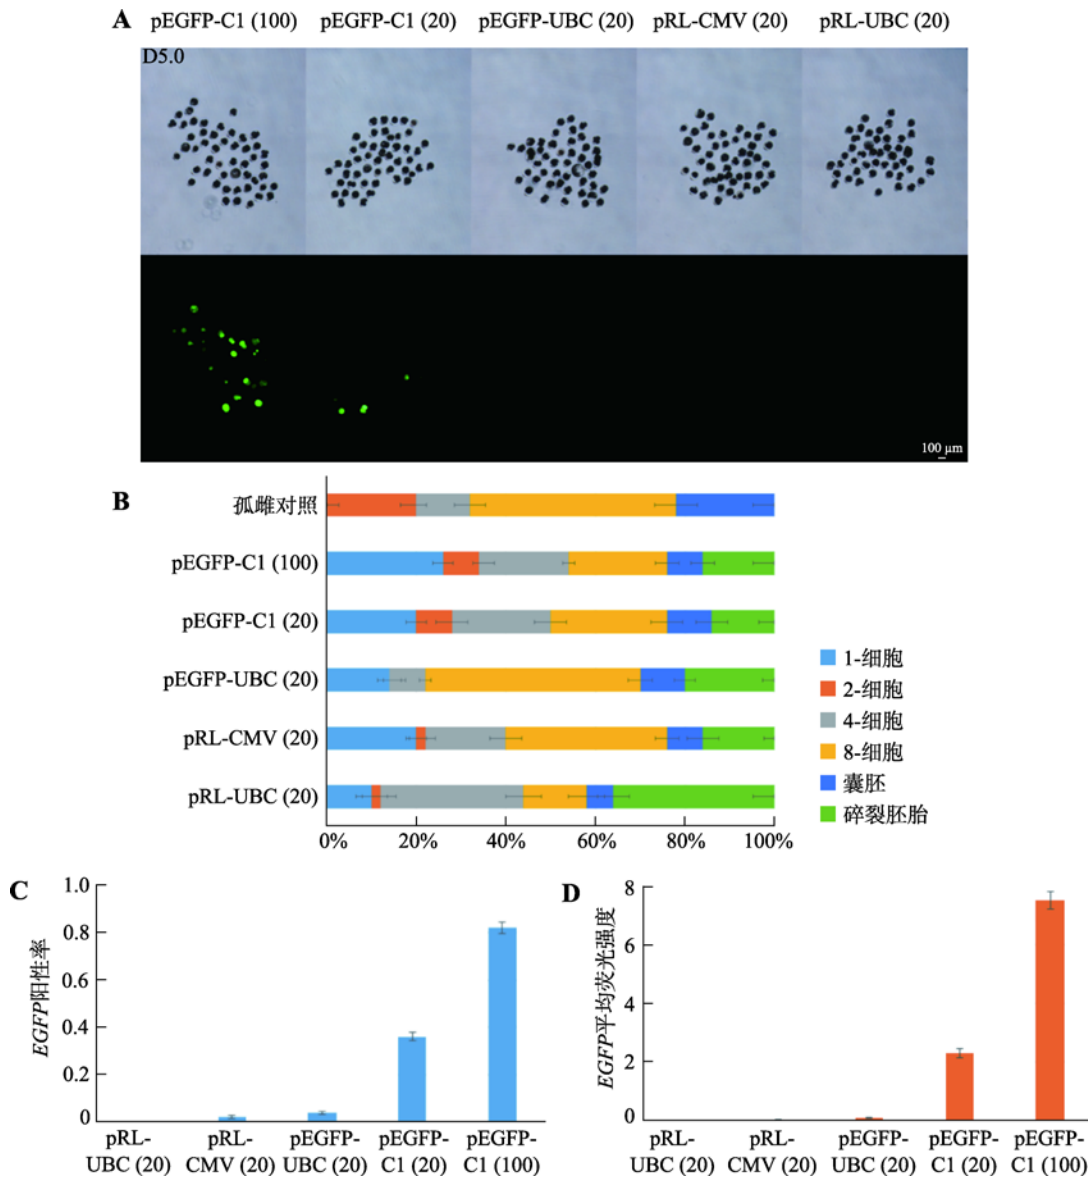 A pEGFP-C1 (100) pEGFP-C1 (20) pEGFP-UBC (20) pRL-CMV (20) pRL-UBC (20)
D5.0
100 μm
B
孤雌对照
pEGFP-C1 (100)
pEGFP-C1 (20)
pEGFP-UBC (20)
pRL-CMV (20)
pRL-UBC (20)
0% 20% 40% 60% 80% 100%
1-细胞
2-细胞
4-细胞
8-细胞
囊胚
碎裂胚胎
C
EGFP阳性率
1.0
0.8
0.6
0.4
0.2
0
pRL-UBC (20)
pRL-CMV (20)
pEGFP-UBC (20)
pEGFP-C1 (20)
pEGFP-C1 (100)
D
EGFP平均荧光强度
8
6
4
2
0
pRL-UBC (20)
pRL-CMV (20)
pEGFP-UBC (20)
pEGFP-C1 (20)
pEGFP-C1 (100)